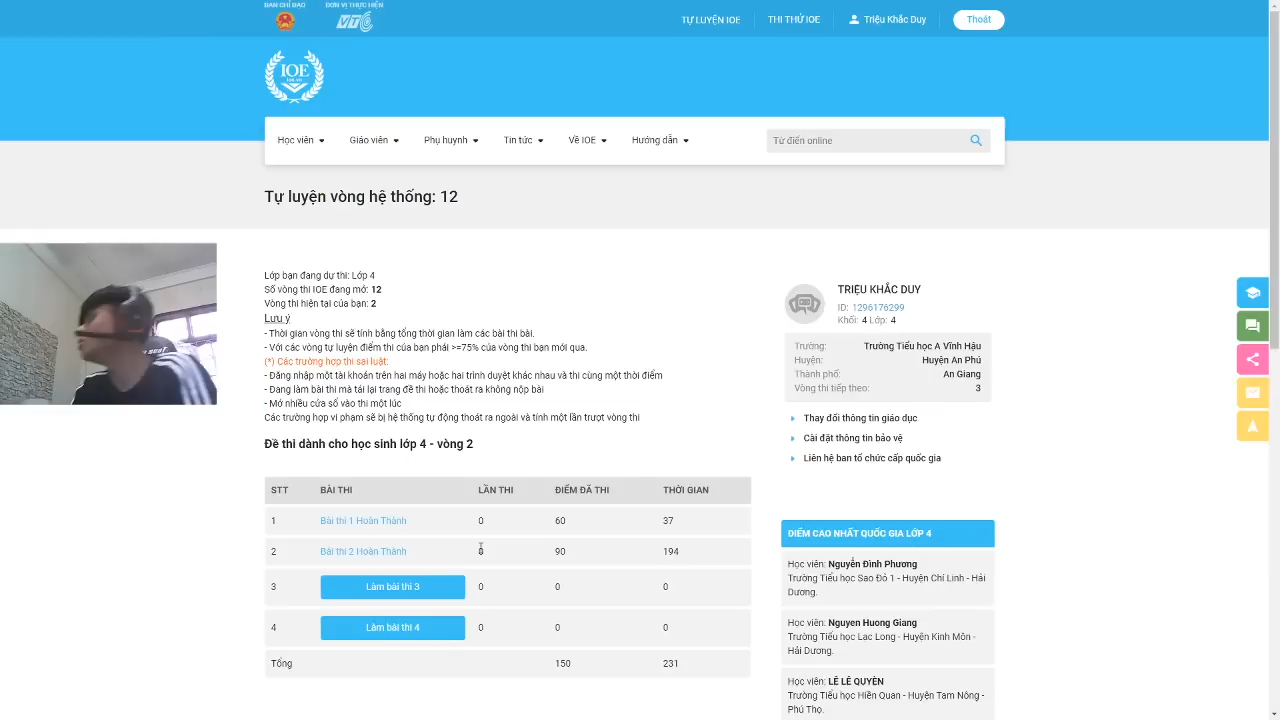 BAN CHỈ ĐẠO
ĐƠN VỊ THỰC HIỆN
VTC
TỰ LUYỆN IOE
THI THỬ IOE
Triệu Khắc Duy
Thoát
IOE
ioe.vn
Học viên
Giáo viên
Phụ huynh
Tin tức
Về IOE
Hướng dẫn
Từ điển online
Tự luyện vòng hệ thống: 12
Lớp bạn đang dự thi: Lớp 4
Số vòng thi IOE đang mở: 12
Vòng thi hiện tại của bạn: 2
Lưu ý
- Thời gian vòng thi sẽ tính bằng tổng thời gian làm các bài thi bài.
- Với các vòng tự luyện điểm thi của bạn phải >=75% của vòng thi bạn mới qua.
(*) Các trường hợp thi sai luật:
- Đăng nhập một tài khoản trên hai máy hoặc hai trình duyệt khác nhau và thi cùng một thời điểm
- Đang làm bài thi mà tải lại trang đề thi hoặc thoát ra không nộp bài
- Mở nhiều cửa sổ vào thi một lúc
Các trường hợp vi phạm sẽ bị hệ thống tự động thoát ra ngoài và tính một lần trượt vòng thi
Đề thi dành cho học sinh lớp 4 - vòng 2
STT BÀI THI LẦN THI ĐIỂM ĐÃ THI THỜI GIAN
1 Bài thi 1 Hoàn Thành 0 60 37
2 Bài thi 2 Hoàn Thành 90 194
3 Làm bài thi 3 0 0 0
4 Làm bài thi 4 0 0 0
Tổng 150 231
TRIỆU KHẮC DUY
ID: 1296176299
Khối: 4 Lớp: 4
Trường: Trường Tiểu học A Vĩnh Hậu
Huyện: Huyện An Phú
Thành phố: An Giang
Vòng thi tiếp theo: 3
Thay đổi thông tin giáo dục
Cài đặt thông tin bảo vệ
Liên hệ ban tổ chức cấp quốc gia
ĐIỂM CAO NHẤT QUỐC GIA LỚP 4
Học viên: Nguyễn Đình Phương
Trường Tiểu học Sao Đỏ 1 - Huyện Chí Linh - Hải
Dương.
Học viên: Nguyen Huong Giang
Trường Tiểu học Lac Long - Huyện Kinh Môn -
Hải Dương.
Học viên: LÊ LÊ QUYÊN
Trường Tiểu học Hiền Quan - Huyện Tam Nông -
Phú Thọ.